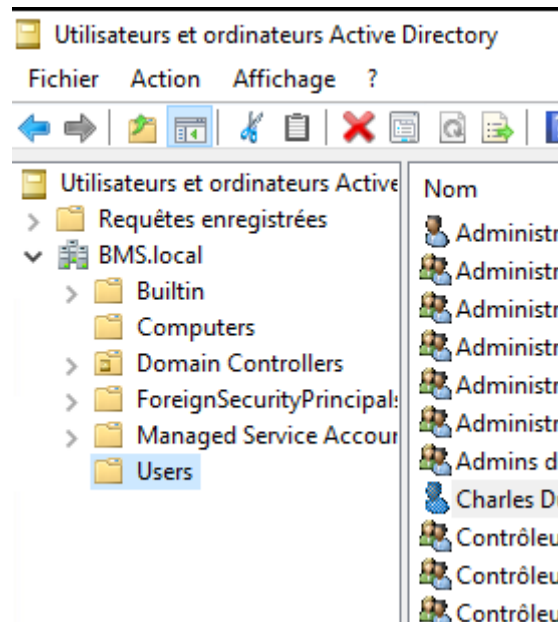 Utilisateurs et ordinateurs Active Directory
Fichier Action Affichage ?
Utilisateurs et ordinateurs Active
Requêtes enregistrées
BMS.local
Builtin
Computers
Domain Controllers
ForeignSecurityPrincipals
Managed Service Accour
Users
Nom
Administr
Administr
Administr
Administr
Administr
Administr
Admins d
Charles D
Contrôleu
Contrôleu
Contrôleu